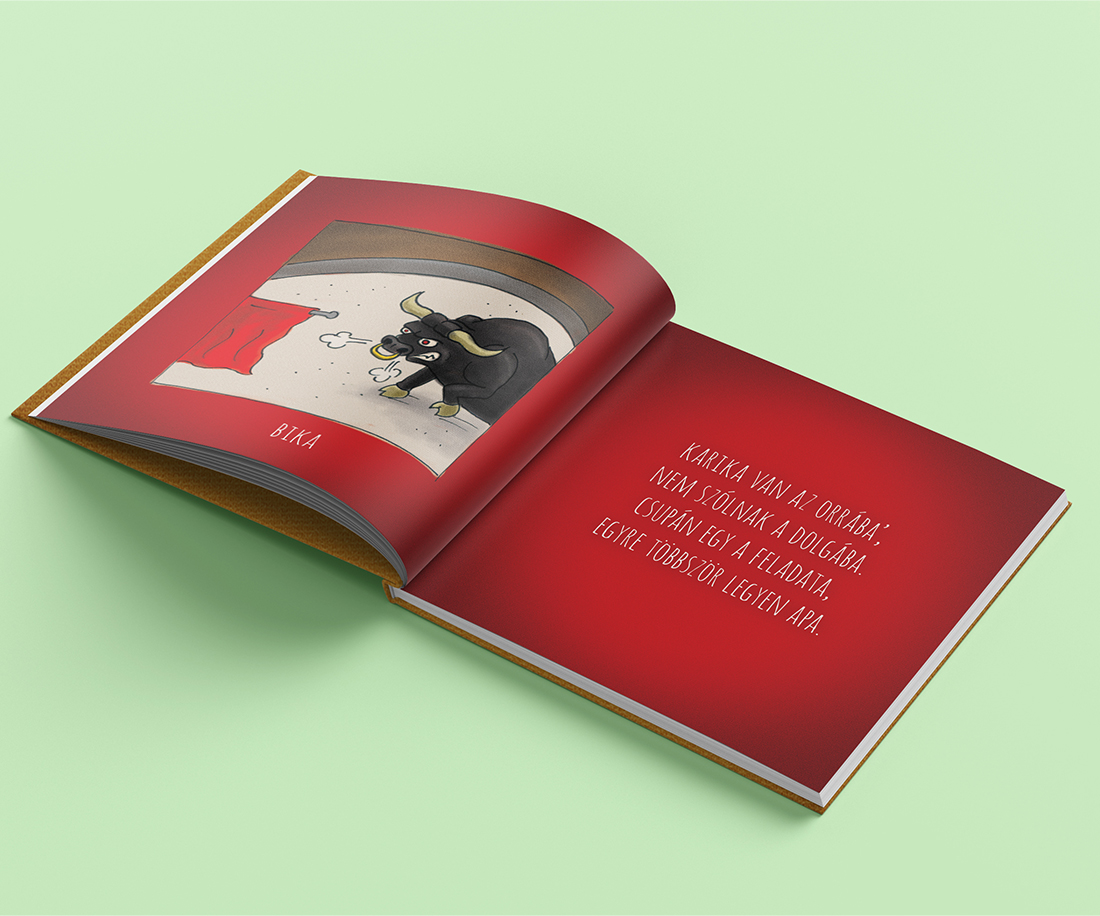 BIKA
KARIKA VAN AZ ORRÁBA',
NEM SZÓLNAK A DOLGÁBA.
CSUPÁN EGY A FELADATA,
EGYRE TÖBBSZÖR LEGYEN APA.